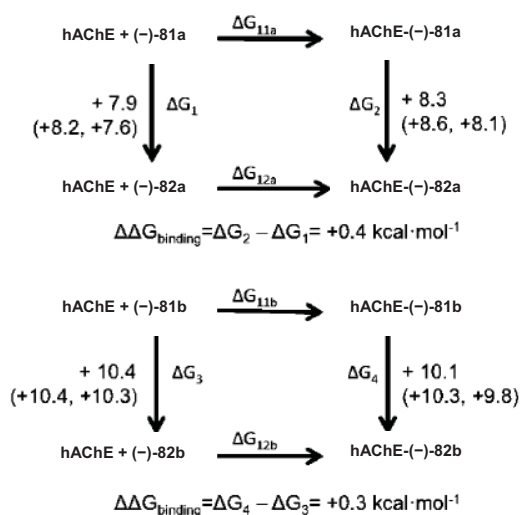 hAChE + (−)-81a ΔG11a hAChE-(−)-81a
+ 7.9 ΔG1 ΔG2 + 8.3
(+8.2, +7.6) (+8.6, +8.1)
hAChE + (−)-82a ΔG12a hAChE-(−)-82a
ΔΔGbinding=ΔG2 −ΔG1= +0.4 kcal·mol-1
hAChE + (−)-81b ΔG11b hAChE-(−)-81b
+ 10.4 ΔG3 ΔG4 + 10.1
(+10.4, +10.3) (+10.3, +9.8)
hAChE + (−)-82b ΔG12b hAChE-(−)-82b
ΔΔGbinding=ΔG4 −ΔG3= +0.3 kcal·mol-1